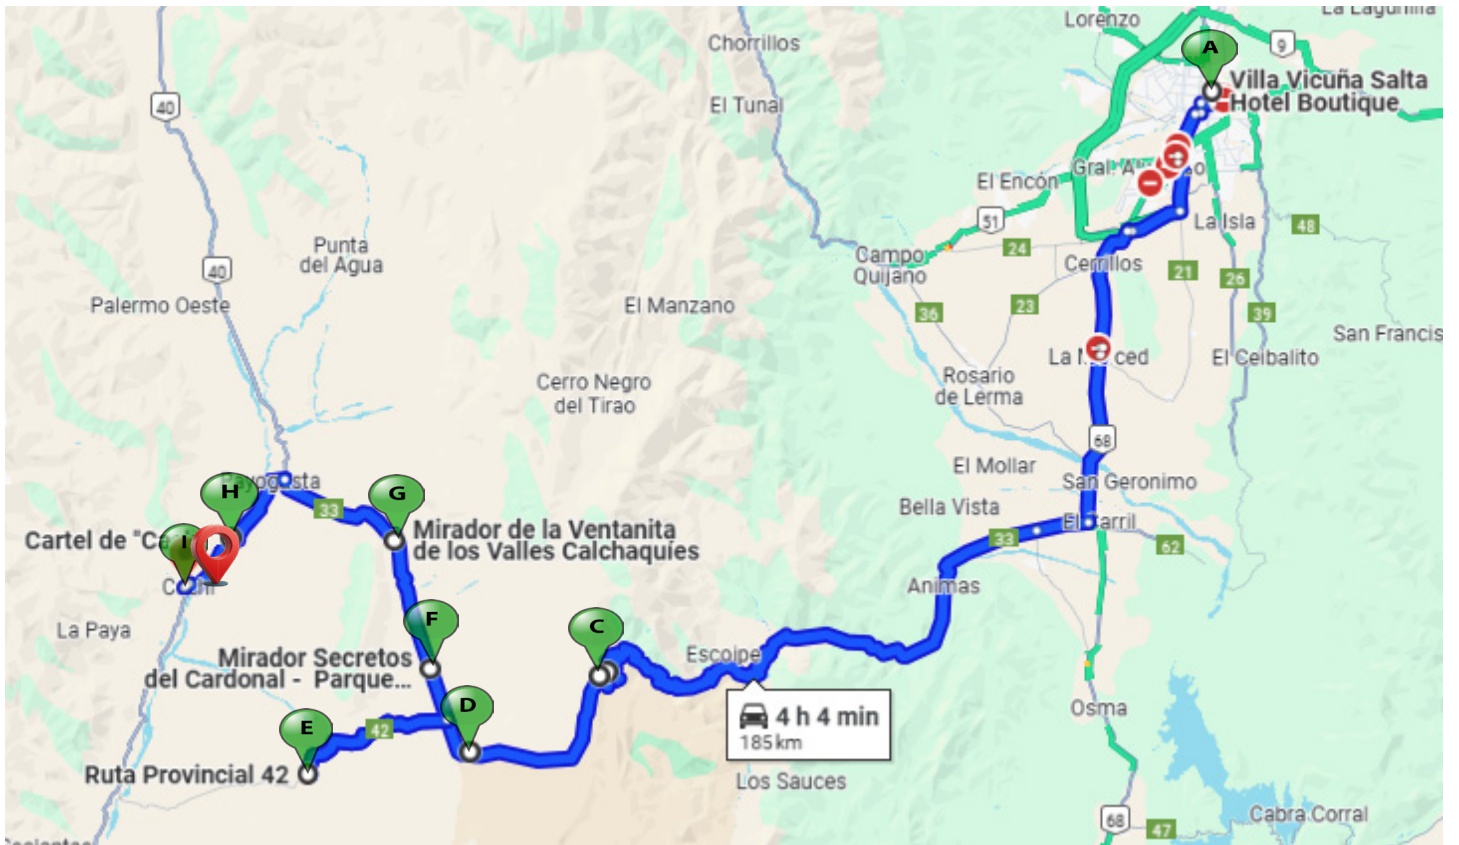 Lorenzo
La Lagunilla
Chorrillos
9
A
Villa Vicuña Salta
Hotel Boutique
40
El Tunal
Gral.
El Encón
51
La Isla
48
Punta
del Agua
24
Campo
Quijano
40
Cerrillos
21
26
Palermo Oeste
El Manzano
36
23
39
San Francis
La
ced
El Ceibalito
Cerro Negro
del Tirao
Rosario
de Lerma
68
El Mollar
San Geronimo
H
G
33
Bella Vista
Mirador de la Ventanita
de los Valles Calchaquíes
Cartel de "Ca
I
33
El Carril
62
Animas
La Paya
F
C
Mirador Secretos
del Cardonal - Parque...
Escoipe
D
E
42
4 h 4 min
185 km
Osma
Ruta Provincial 42
Los Sauces
68
47
Cabra Corral